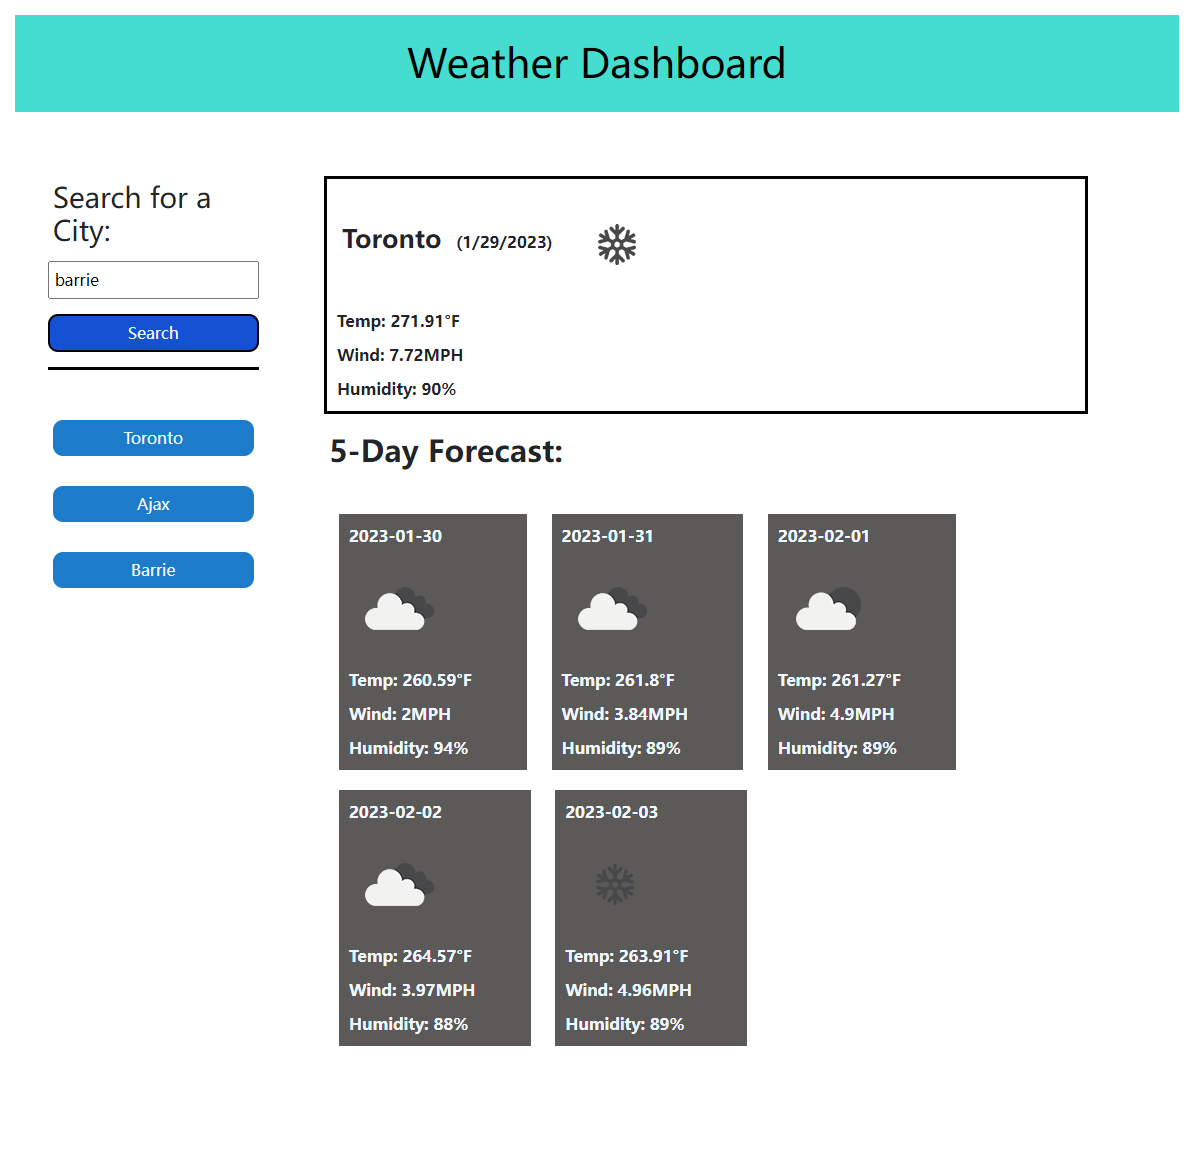 Weather Dashboard
Search for a
City:
barrie
Search
Toronto
Ajax
Barrie
Toronto (1/29/2023)
Temp: 271.91°F
Wind: 7.72MPH
Humidity: 90%
5-Day Forecast:
2023-01-30
Temp: 260.59°F
Wind: 2MPH
Humidity: 94%
2023-01-31
Temp: 261.8°F
Wind: 3.84MPH
Humidity: 89%
2023-02-01
Temp: 261.27°F
Wind: 4.9MPH
Humidity: 89%
2023-02-02
Temp: 264.57°F
Wind: 3.97MPH
Humidity: 88%
2023-02-03
Temp: 263.91°F
Wind: 4.96MPH
Humidity: 89%